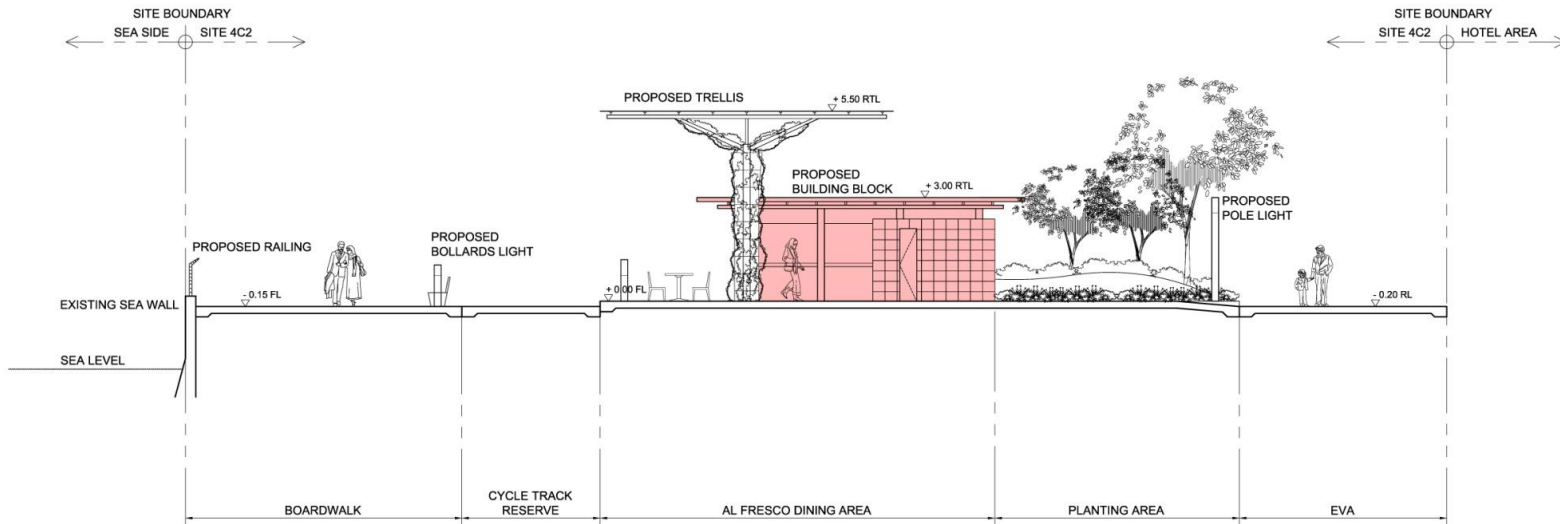 SITE BOUNDARY
SEA SIDE SITE 4C2
SITE BOUNDARY
SITE 4C2 HOTEL AREA
PROPOSED TRELLIS
+ 5.50 RTL
PROPOSED
BUILDING BLOCK
+ 3.00 RTL
PROPOSED
POLE LIGHT
PROPOSED RAILING
PROPOSED
BOLLARDS LIGHT
EXISTING SEA WALL
- 0.15 FL
+ 0.00 FL
- 0.20 RL
SEA LEVEL
BOARDWALK
CYCLE TRACK
RESERVE
AL FRESCO DINING AREA
PLANTING AREA
EVA